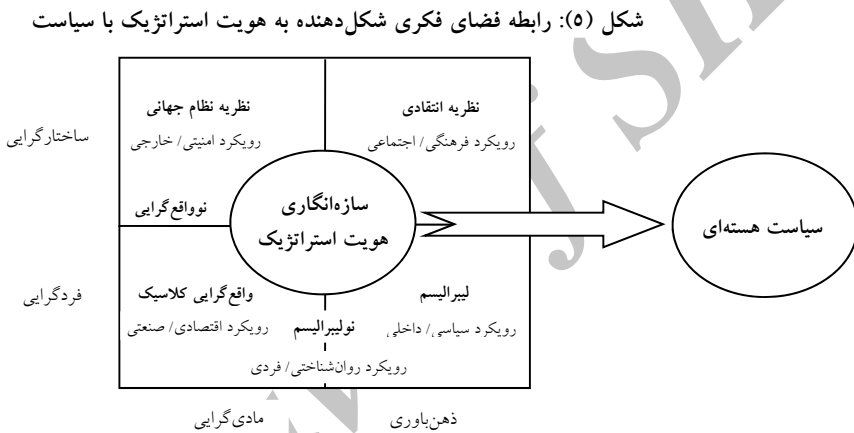 شکل (۵): رابطه فضای فکری شکل‌دهنده به هویت استراتژیک با سیاست
نظریه انتقادی
رویکرد فرهنگی/ اجتماعی
نظریه نظام جهانی
رویکرد امنیتی/ خارجی
ساختارگرایی
نوواقع‌گرایی
سازه‌انگاری
هویت استراتژیک
سیاست هسته‌ای
لیبرالیسم
رویکرد سیاسی/ داخلی
نولیبرالیسم
رویکرد روان‌شناختی/ فردی
واقع‌گرایی کلاسیک
رویکرد اقتصادی/ صنعتی
فردگرایی
ذهن‌باوری
مادی‌گرایی